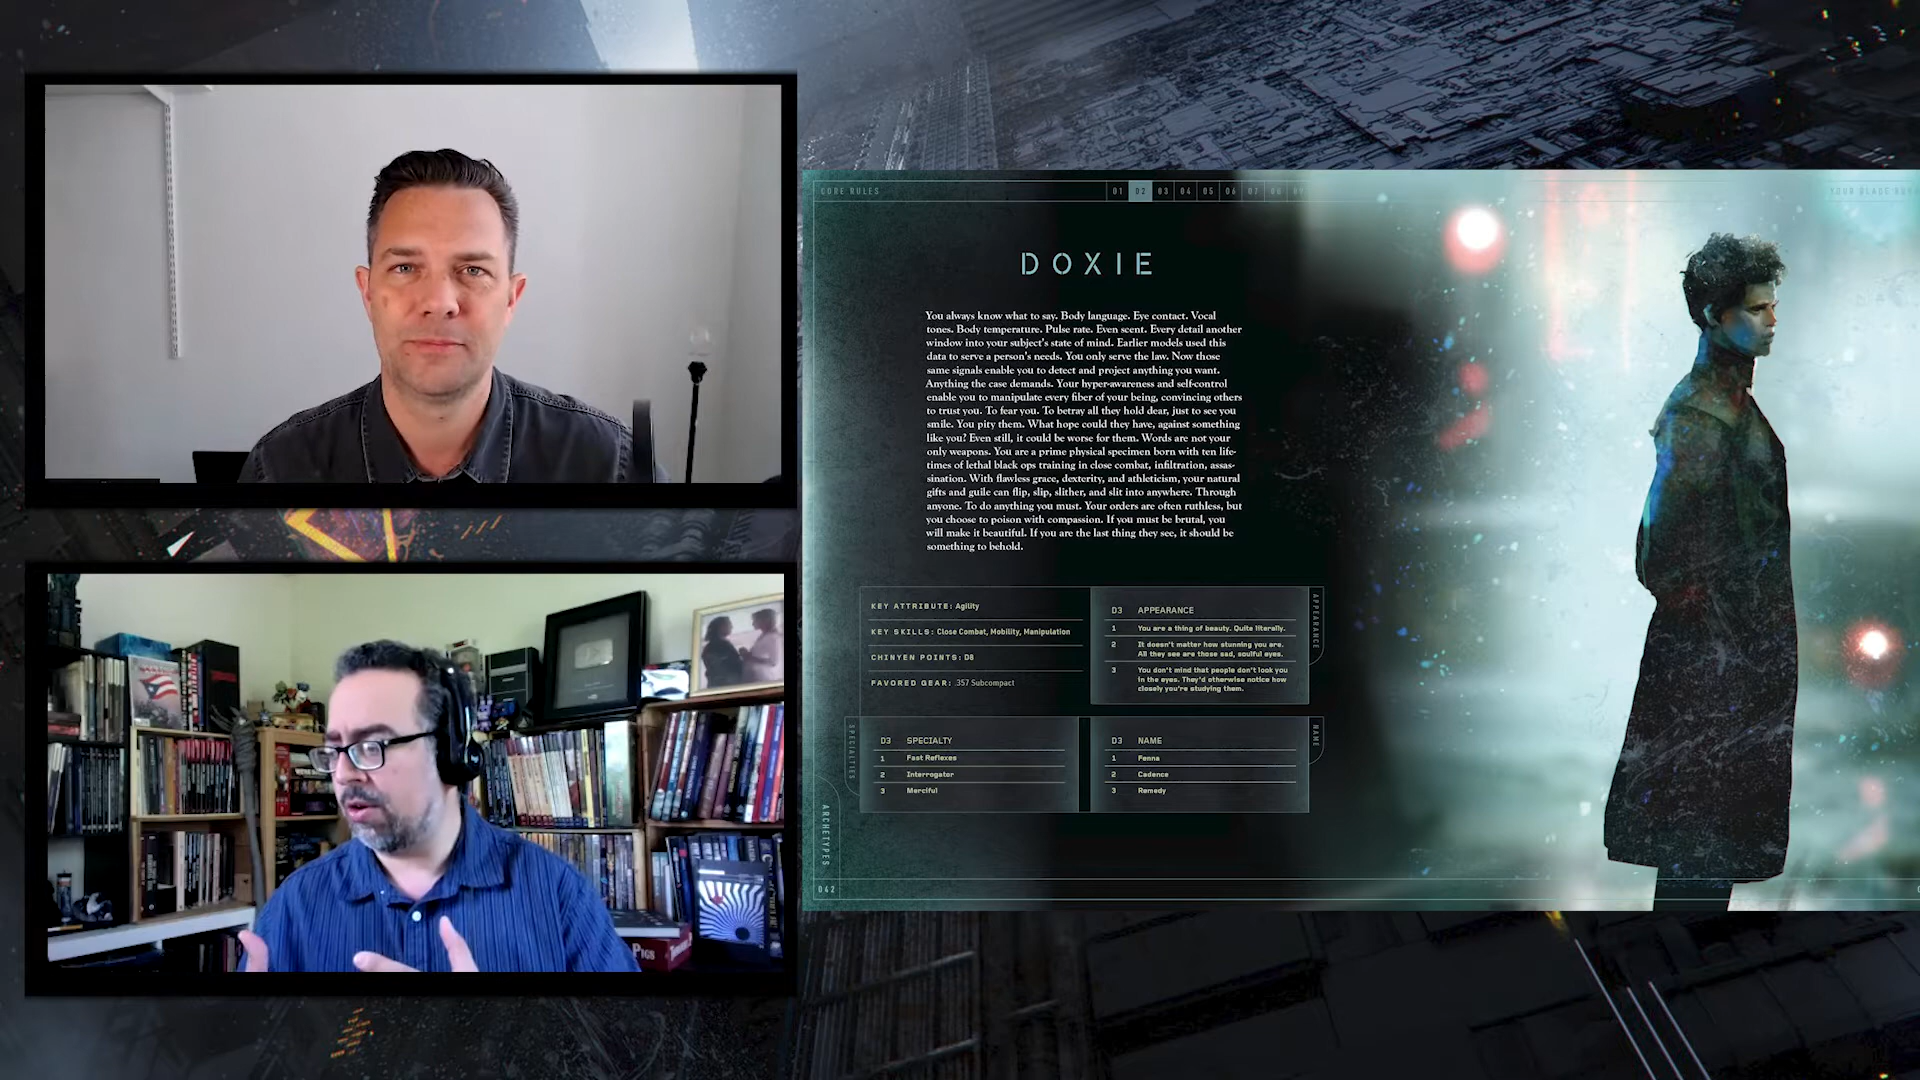 CORE RULES
01 02 03 04 05 06 07 08
YOUR BLADE RUN
DOXIE
You always know what to say. Body language. Eye contact. Vocal
tones. Body temperature. Pulse rate. Even scent. Every detail another
window into your subject's state of mind. Earlier models used this
data to serve a person's needs. You only serve the law. Now those
same signals enable you to detect and project anything you want.
Anything the case demands. Your hyper-awareness and self-control
enable you to manipulate every fiber of your being, convincing others
to trust you. To fear you. To betray all they hold dear, just to see you
smile. You pity them. What hope could they have, against something
like you? Even still, it could be worse for them. Words are not your
only weapons. You are a prime physical specimen born with ten life-
times of lethal black ops training in close combat, infiltration, assas-
sination. With flawless grace, dexterity, and athleticism, your natural
gifts and guile can flip, slip, slither, and slit into anywhere. Through
anyone. To do anything you must. Your orders are often ruthless, but
you choose to poison with compassion. If you must be brutal, you
will make it beautiful. If you are the last thing they see, it should be
something to behold.
KEY ATTRIBUTE: Agility
KEY SKILLS: Close Combat, Mobility, Manipulation
CHINYEN POINTS: D8
FAVORED GEAR: .357 Subcompact
D3 APPEARANCE
1 You are a thing of beauty. Quite literally.
2 It doesn't matter how stunning you are.
All they see are those sad, soulful eyes.
3 You don't mind that people don't look you
in the eyes. They'd otherwise notice how
closely you're studying them.
APPEARANCE
SPECIALTIES
D3 SPECIALTY
1 Fast Reflexes
2 Interrogator
3 Merciful
D3 NAME
1 Fenna
2 Cadence
3 Remedy
NAME
ARCHETYPES
042
PIGS